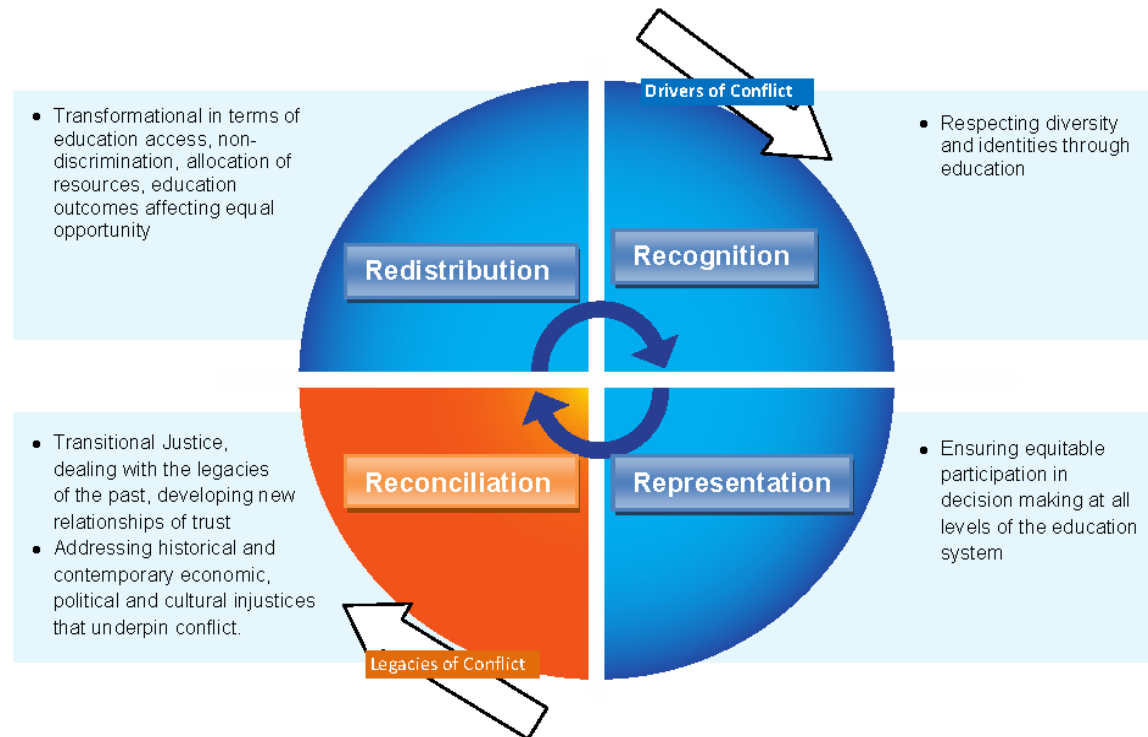 Drivers of Conflict
• Transformational in terms of
education access, non-
discrimination, allocation of
resources, education
outcomes affecting equal
opportunity
• Respecting diversity
and identities through
education
Redistribution
Recognition
• Transitional Justice,
dealing with the legacies
of the past, developing new
relationships of trust
• Addressing historical and
contemporary economic,
political and cultural injustices
that underpin conflict.
Reconciliation
Representation
• Ensuring equitable
participation in
decision making at all
levels of the education
system
Legacies of Conflict